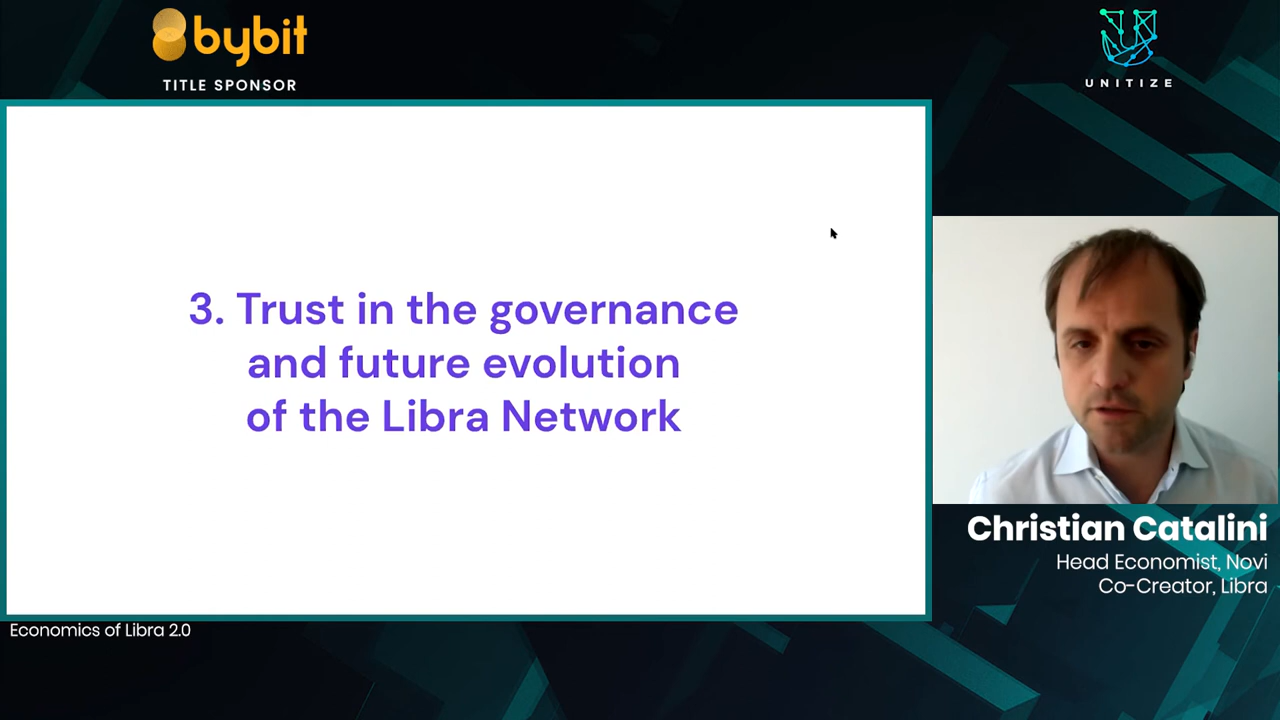 bybit
TITLE SPONSOR
UNITIZE
3. Trust in the governance
and future evolution
of the Libra Network
Christian Catalini
Head Economist, Novi
Co-Creator, Libra
Economics of Libra 2.0